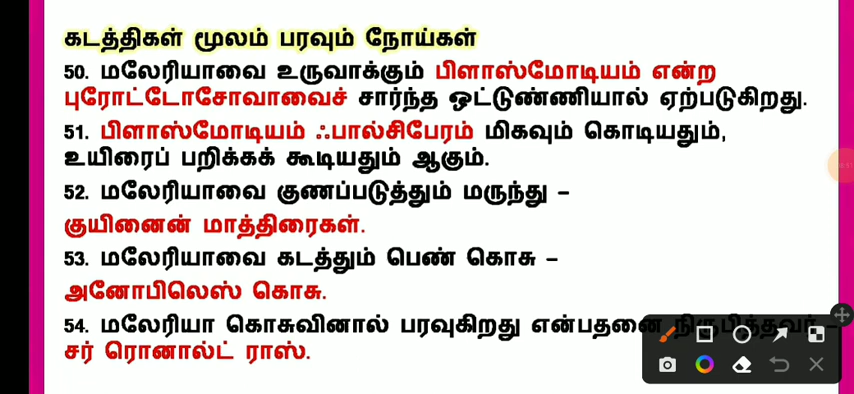 கடத்திகள் மூலம் பரவும் நோய்கள்
50. மலேரியாவை உருவாக்கும் பிளாஸ்மோடியம் என்ற
புரோட்டோசோவாவைச் சார்ந்த ஒட்டுண்ணியால் ஏற்படுகிறது.
51. பிளாஸ்மோடியம் ஃபால்சிபேரம் மிகவும் கொடியதும்,
உயிரைப் பறிக்கக் கூடியதும் ஆகும்.
52. மலேரியாவை குணப்படுத்தும் மருந்து –
குயினைன் மாத்திரைகள்.
53. மலேரியாவை கடத்தும் பெண் கொசு –
அனோபிலெஸ் கொசு.
54. மலேரியா கொசுவினால் பரவுகிறது என்பதனை நிருபித்தவர் –
சர் ரொனால்ட் ராஸ்.